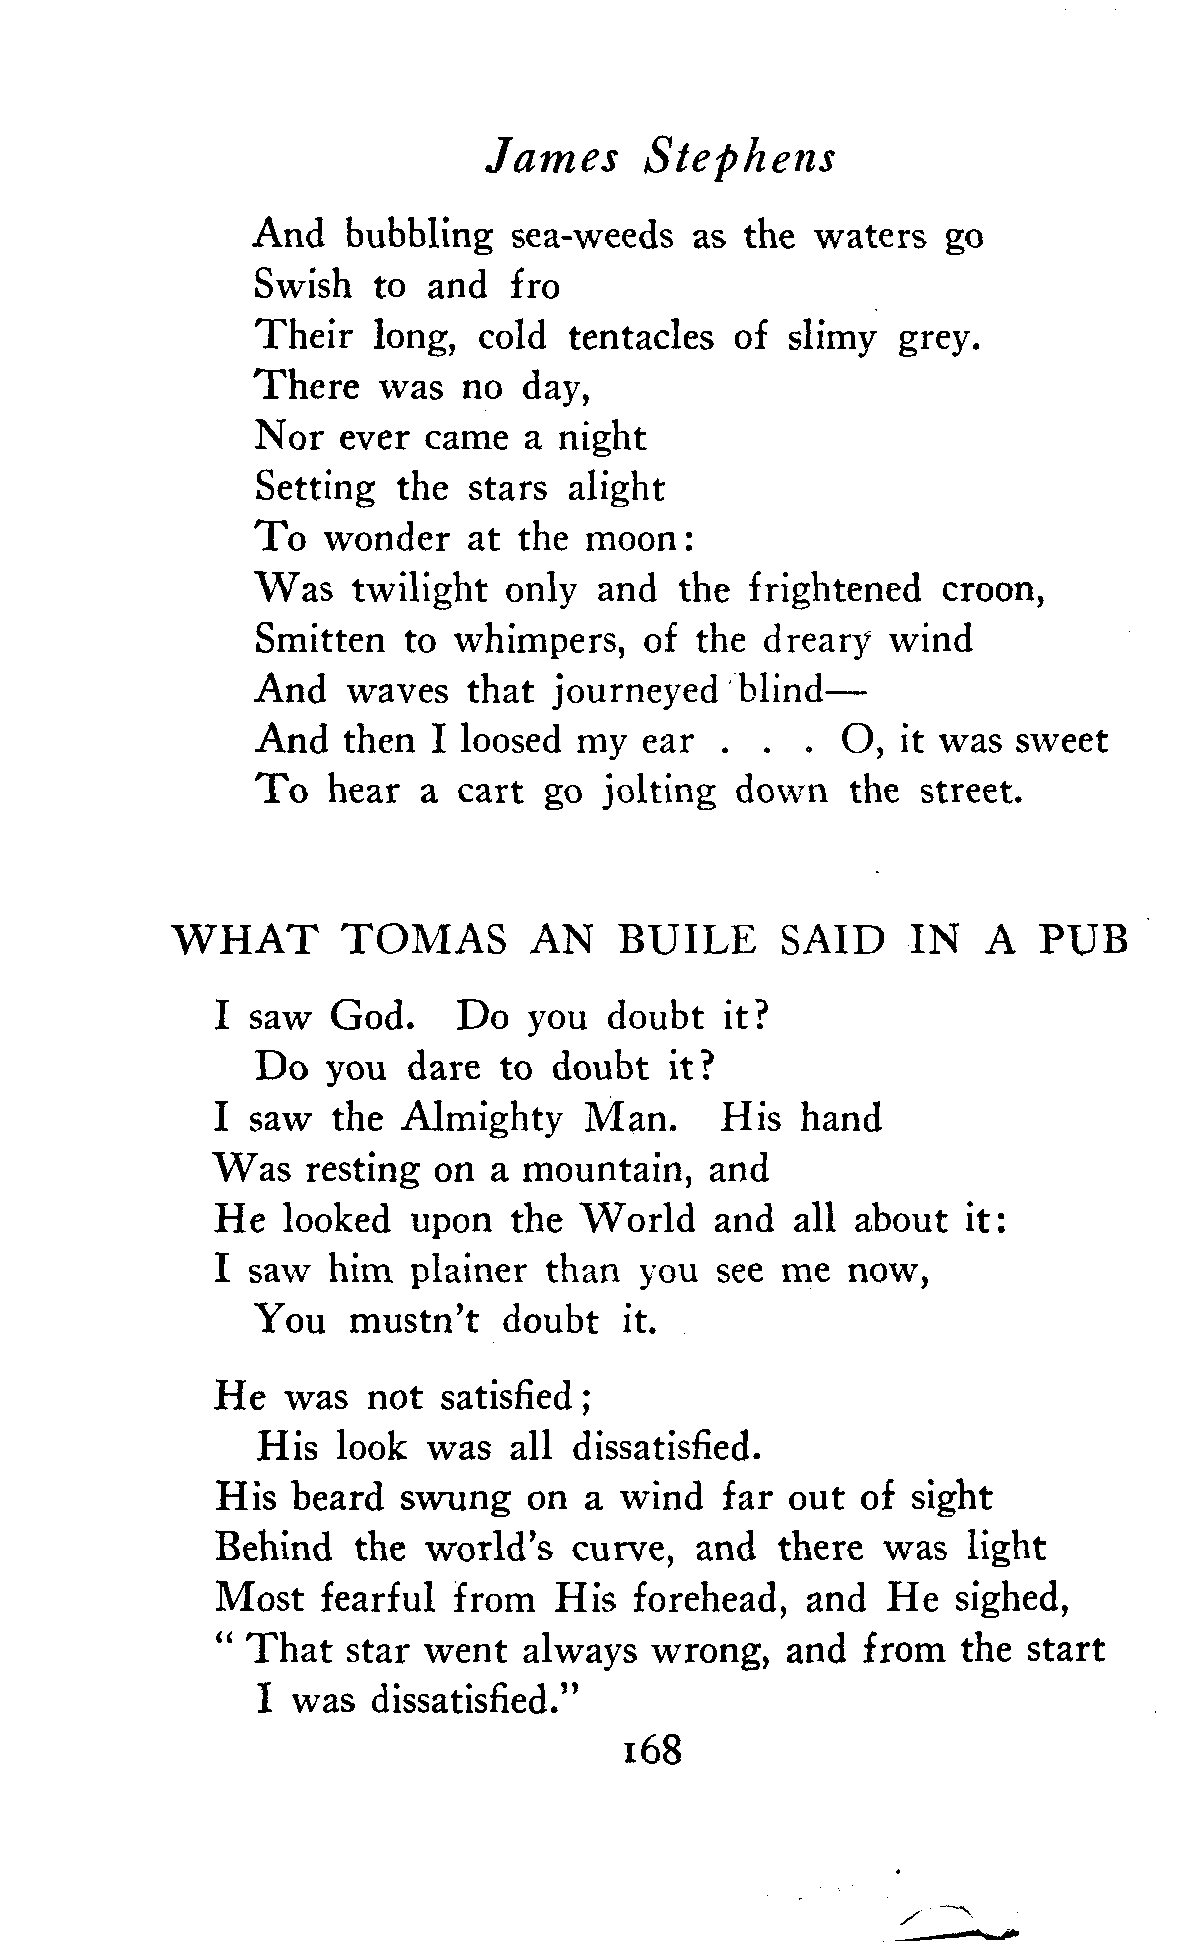 James Stephens
And bubbling sea-weeds as the waters go
Swish to and fro
Their long, cold tentacles of slimy grey.
There was no day,
Nor ever came a night
Setting the stars alight
To wonder at the moon:
Was twilight only and the frightened croon,
Smitten to whimpers, of the dreary wind
And waves that journeyed blind—
And then I loosed my ear . . . O, it was sweet
To hear a cart go jolting down the street.
WHAT TOMAS AN BUILE SAID IN A PUB
I saw God. Do you doubt it?
Do you dare to doubt it?
I saw the Almighty Man. His hand
Was resting on a mountain, and
He looked upon the World and all about it:
I saw him plainer than you see me now,
You mustn't doubt it.
He was not satisfied;
His look was all dissatisfied.
His beard swung on a wind far out of sight
Behind the world's curve, and there was light
Most fearful from His forehead, and He sighed,
" That star went always wrong, and from the start
I was dissatisfied."
168